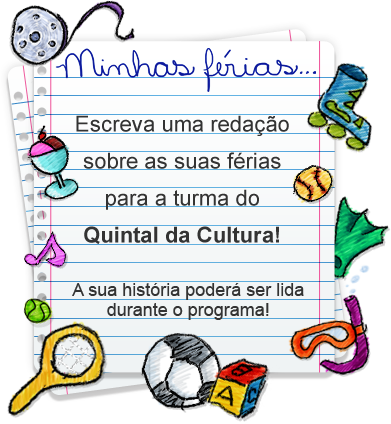 Minhas férias...
Escreva uma redação
sobre as suas férias
para a turma do
Quintal da Cultura!
A sua história poderá ser lida
durante o programa!
B
A C